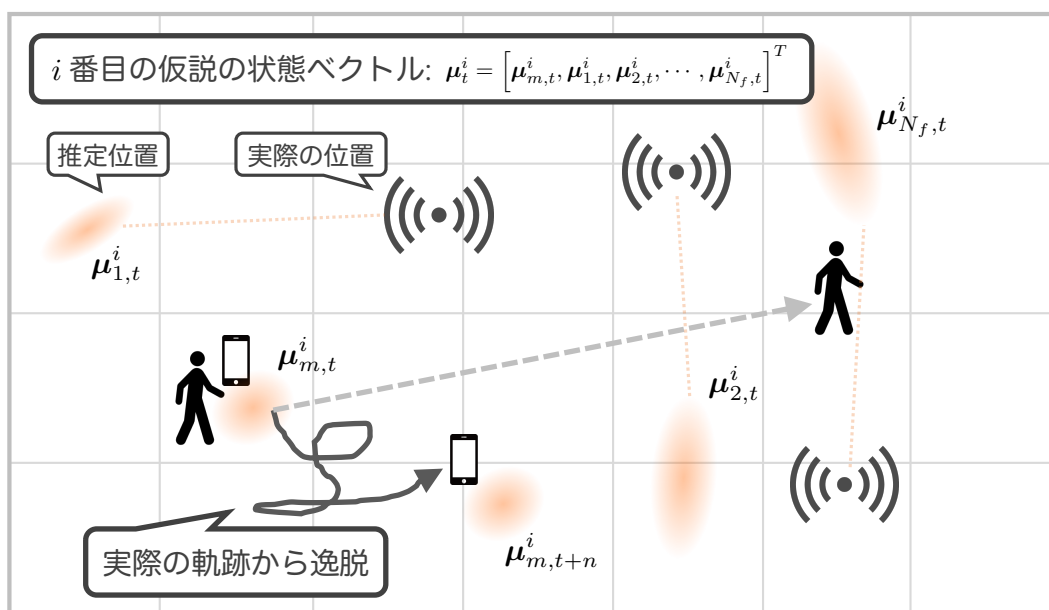 i 番目の仮説の状態ベクトル: μ_t^i = [μ_{m,t}^i, μ_{1,t}^i, μ_{2,t}^i, ⋯ , μ_{N_f,t}^i]^T
μ_{N_f,t}^i
推定位置
実際の位置
μ_{1,t}^i
μ_{m,t}^i
μ_{2,t}^i
実際の軌跡から逸脱
μ_{m,t+n}^i